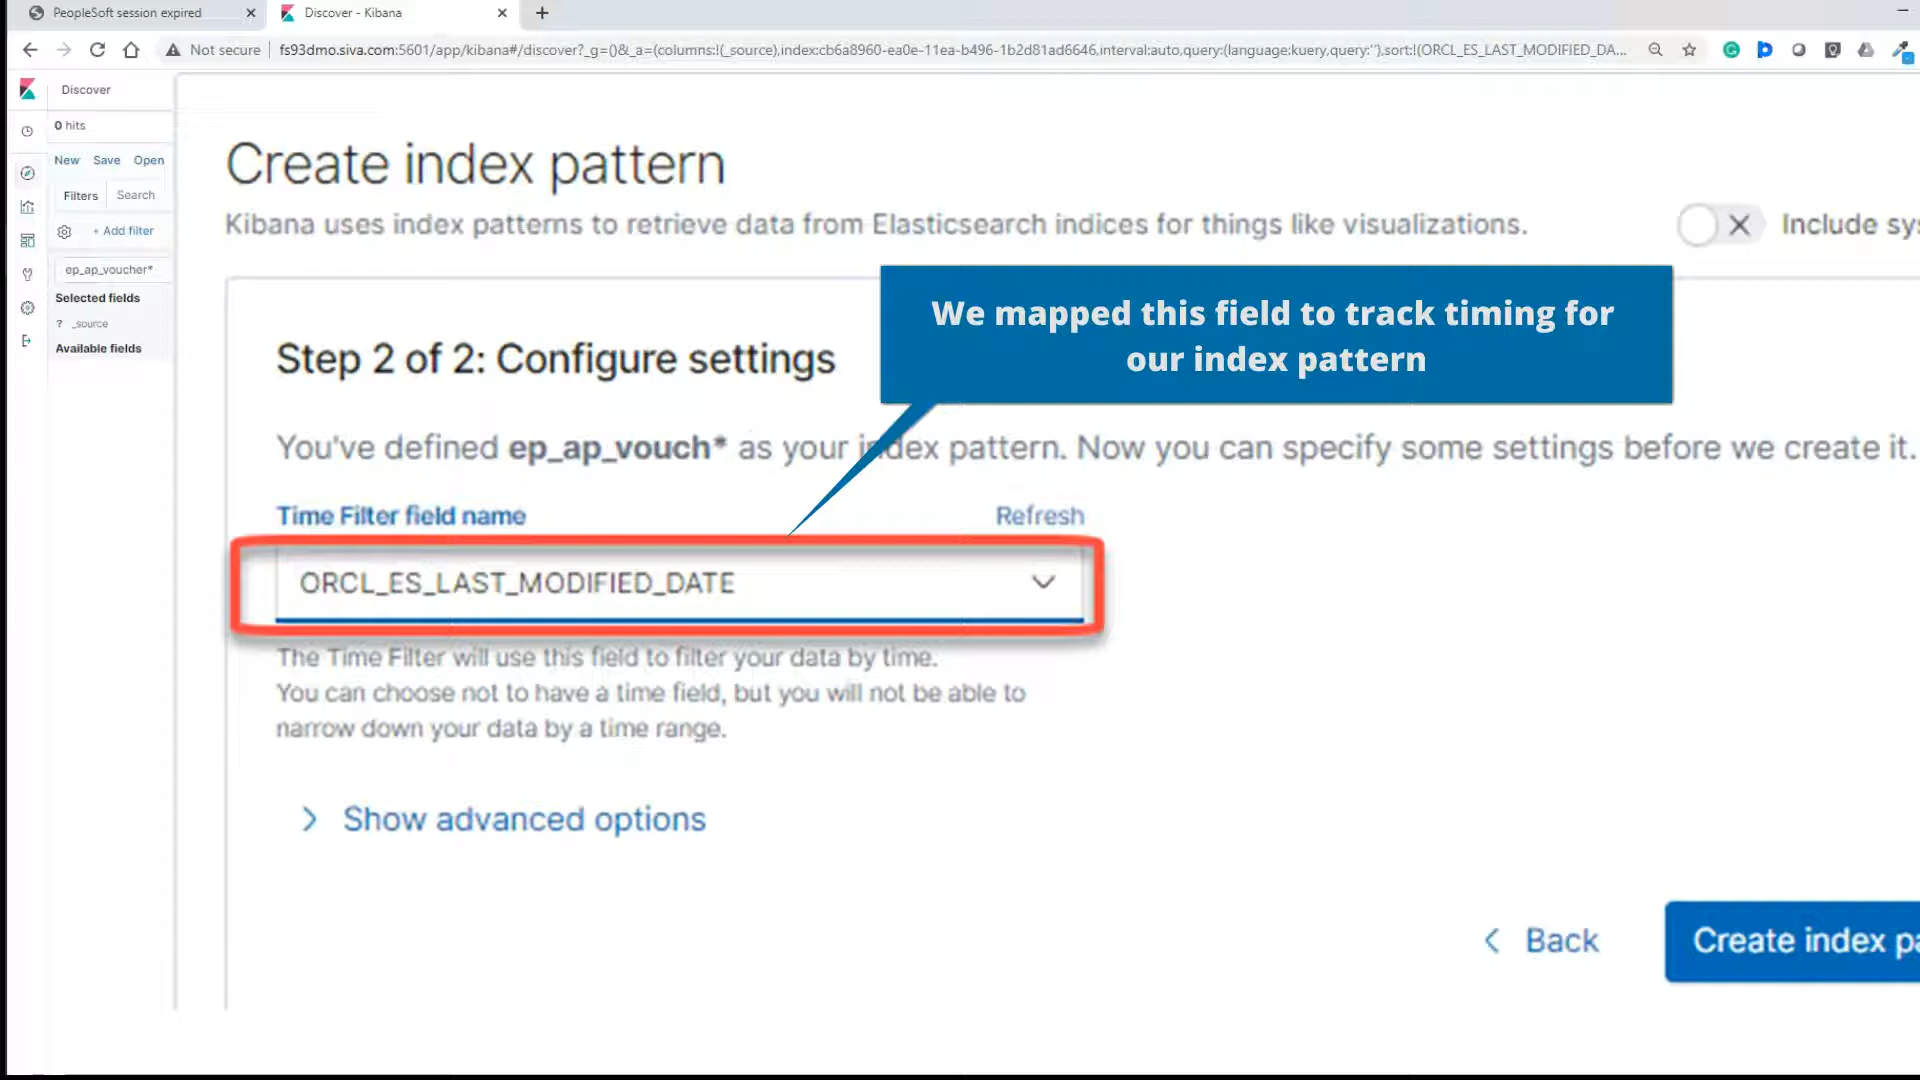 PeopleSoft session expired
Discover - Kibana
Not secure
fs93dmo.siva.com:5601/app/kibana#/discover?_g=()&_a=(columns:!(_source),index:cb6a8960-ea0e-11ea-b496-1b2d81ad6646,interval:auto,query:(language:kuery,query:''),sort:!(ORCL_ES_LAST_MODIFIED_DA...
Discover
0 hits
New Save Open
Filters Search
+ Add filter
ep_ap_voucher*
Selected fields
? _source
Available fields
Create index pattern
Kibana uses index patterns to retrieve data from Elasticsearch indices for things like visualizations.
Include sys
We mapped this field to track timing for
our index pattern
Step 2 of 2: Configure settings
You've defined ep_ap_vouch* as your index pattern. Now you can specify some settings before we create it.
Time Filter field name
Refresh
ORCL_ES_LAST_MODIFIED_DATE
The Time Filter will use this field to filter your data by time.
You can choose not to have a time field, but you will not be able to
narrow down your data by a time range.
Show advanced options
Back
Create index pa